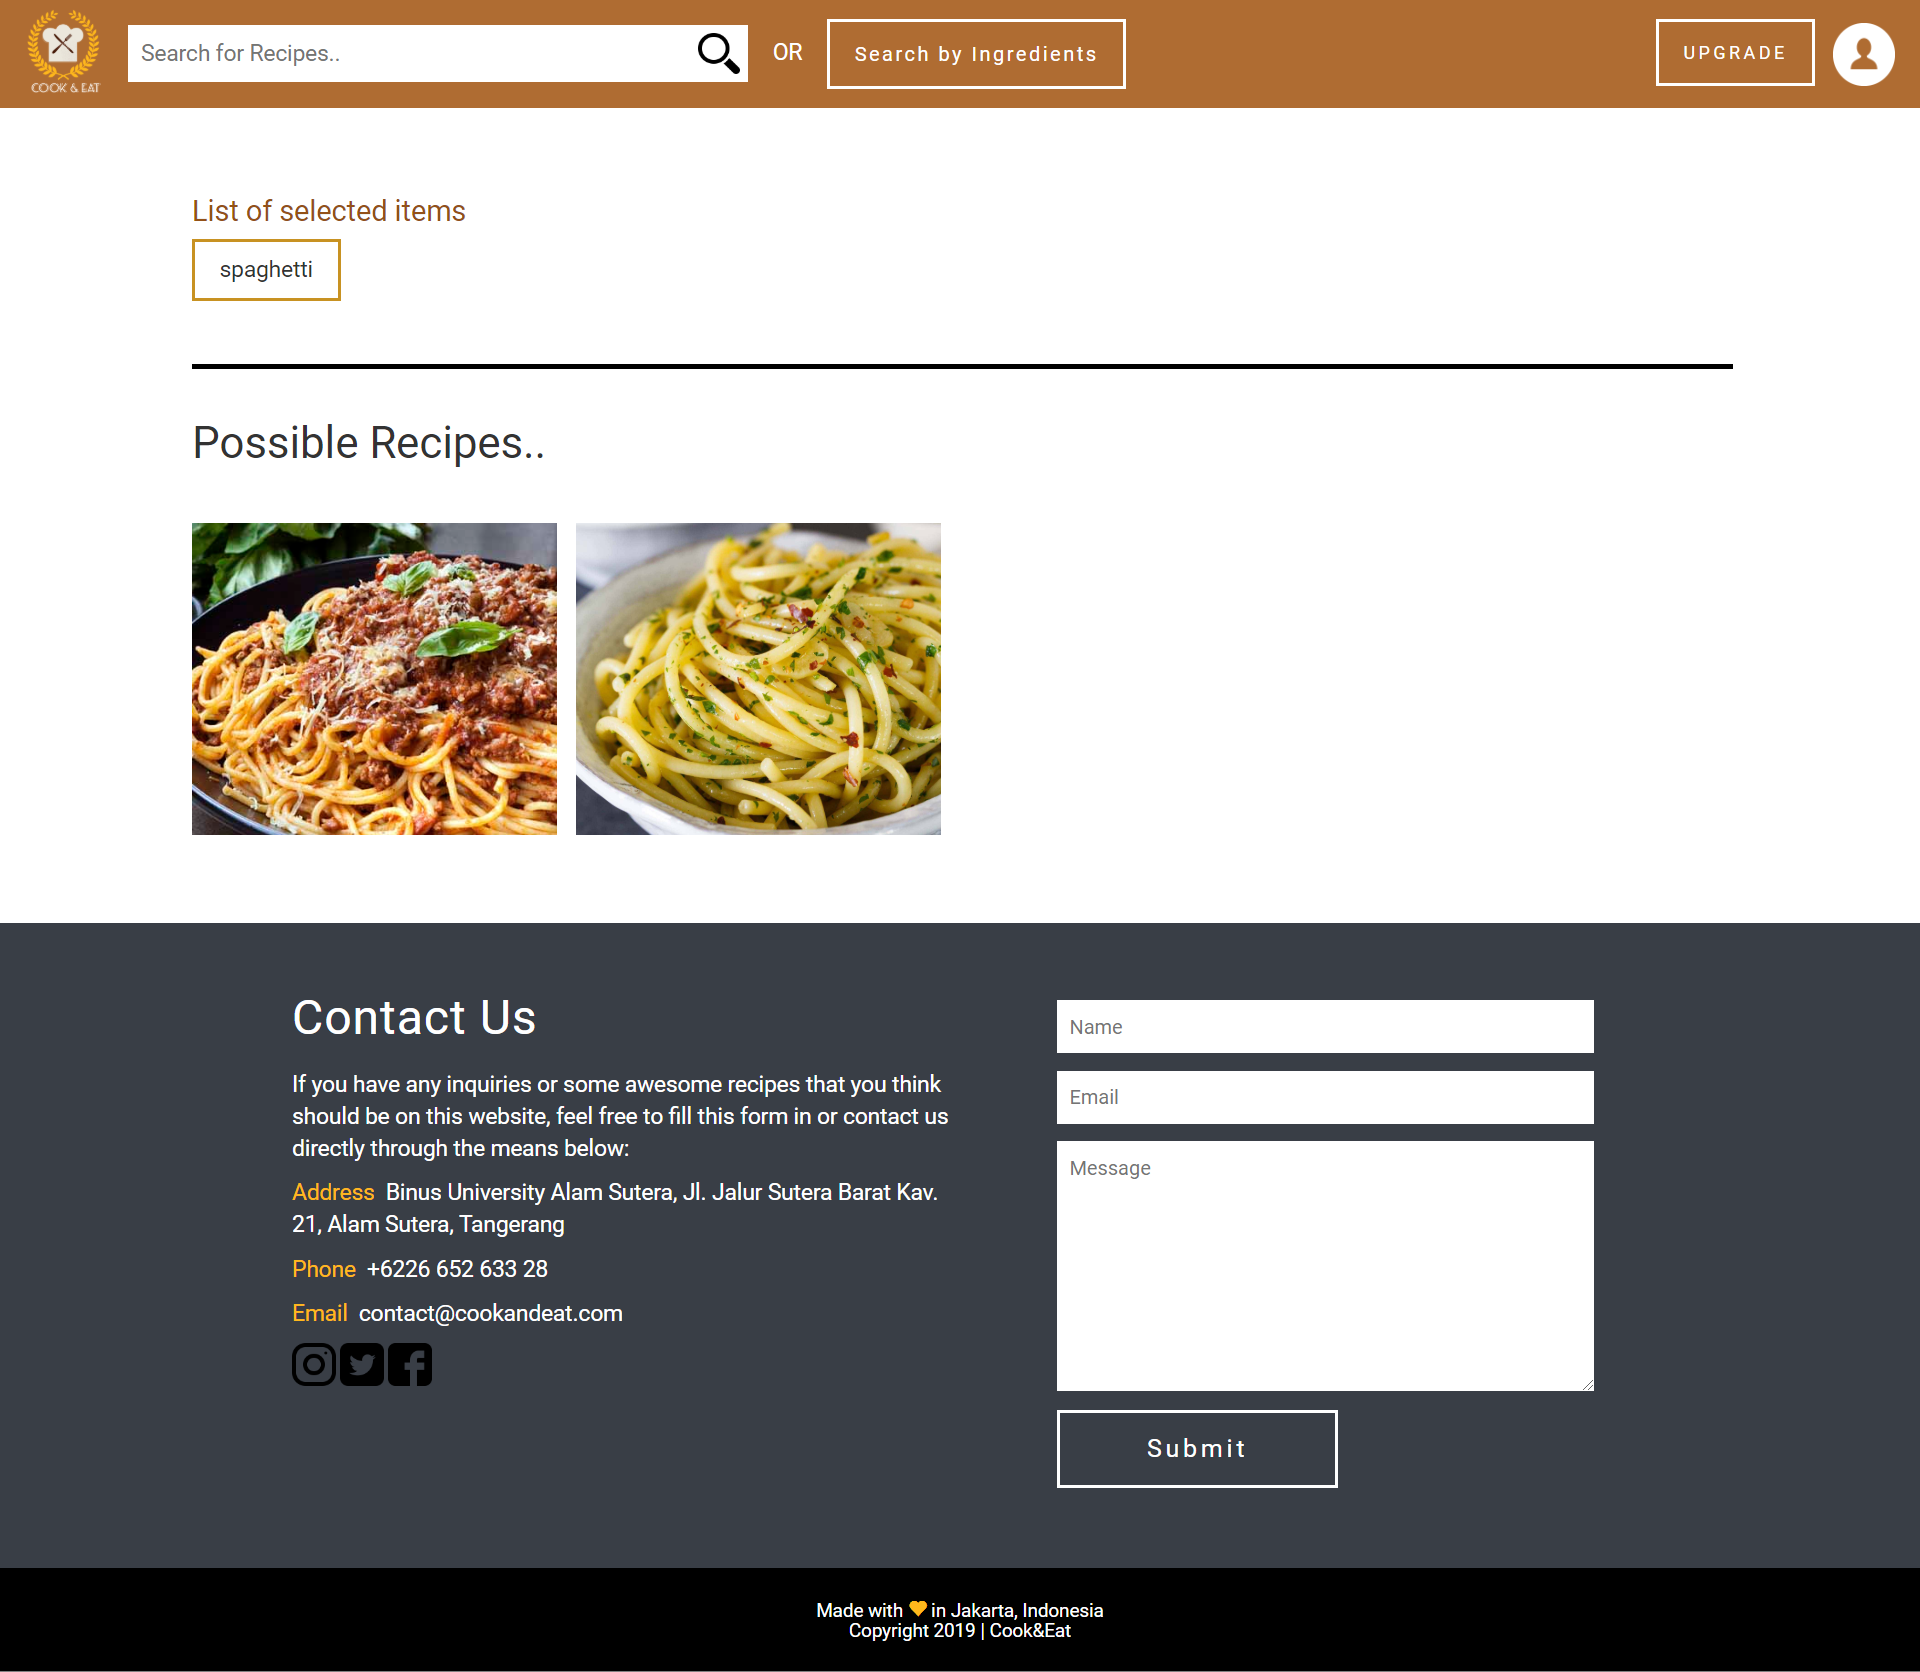 COOK & EAT
Search for Recipes..
OR
Search by Ingredients
UPGRADE
List of selected items
spaghetti
Possible Recipes..
Contact Us
If you have any inquiries or some awesome recipes that you think
should be on this website, feel free to fill this form in or contact us
directly through the means below:
Address Binus University Alam Sutera, Jl. Jalur Sutera Barat Kav.
21, Alam Sutera, Tangerang
Phone +6226 652 633 28
Email contact@cookandeat.com
Name
Email
Message
Submit
Made with 🧡 in Jakarta, Indonesia
Copyright 2019 | Cook&Eat